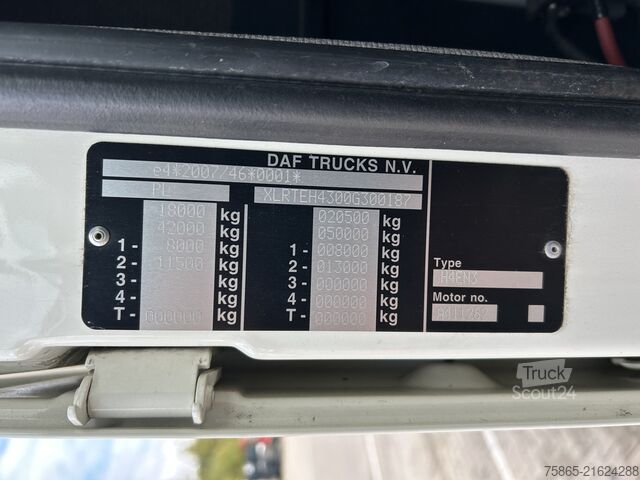 DAF TRUCKS N.V.
e4*2007/46*0001*
PL XLRTEH4300G300187
18000 kg 020500 kg
42000 kg 050000 kg
1- 8000 kg 1- 008000 kg
2- 11500 kg 2- 013000 kg
3- kg 3- 000000 kg
4- kg 4- 000000 kg
T- 000000 kg T- 000000 kg
Type
H4EN3
Motor no.
Truck
Scout24
75865-21624288